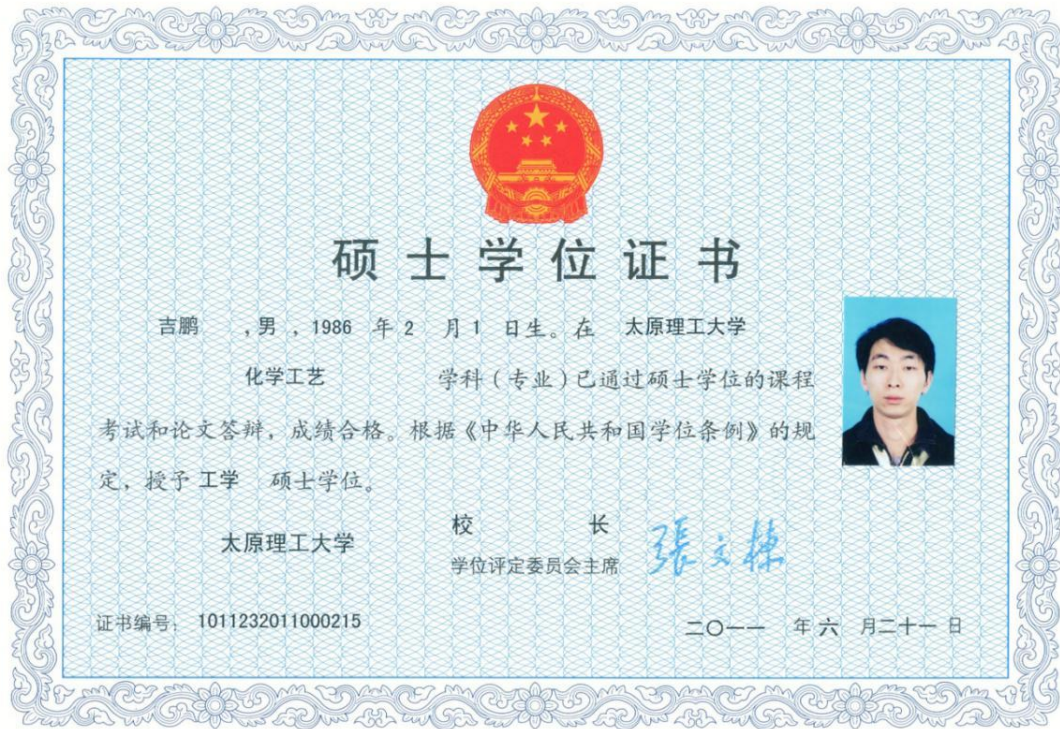 硕士学位证书
吉鹏 ,男,1986 年 2 月 1 日生。在 太原理工大学
化学工艺 学科(专业)已通过硕士学位的课程
考试和论文答辩,成绩合格。根据《中华人民共和国学位条例》的规
定,授予 工学 硕士学位。
太原理工大学
校 长
学位评定委员会主席
張文栋
证书编号: 1011232011000215
二〇一一 年 六 月二十一 日